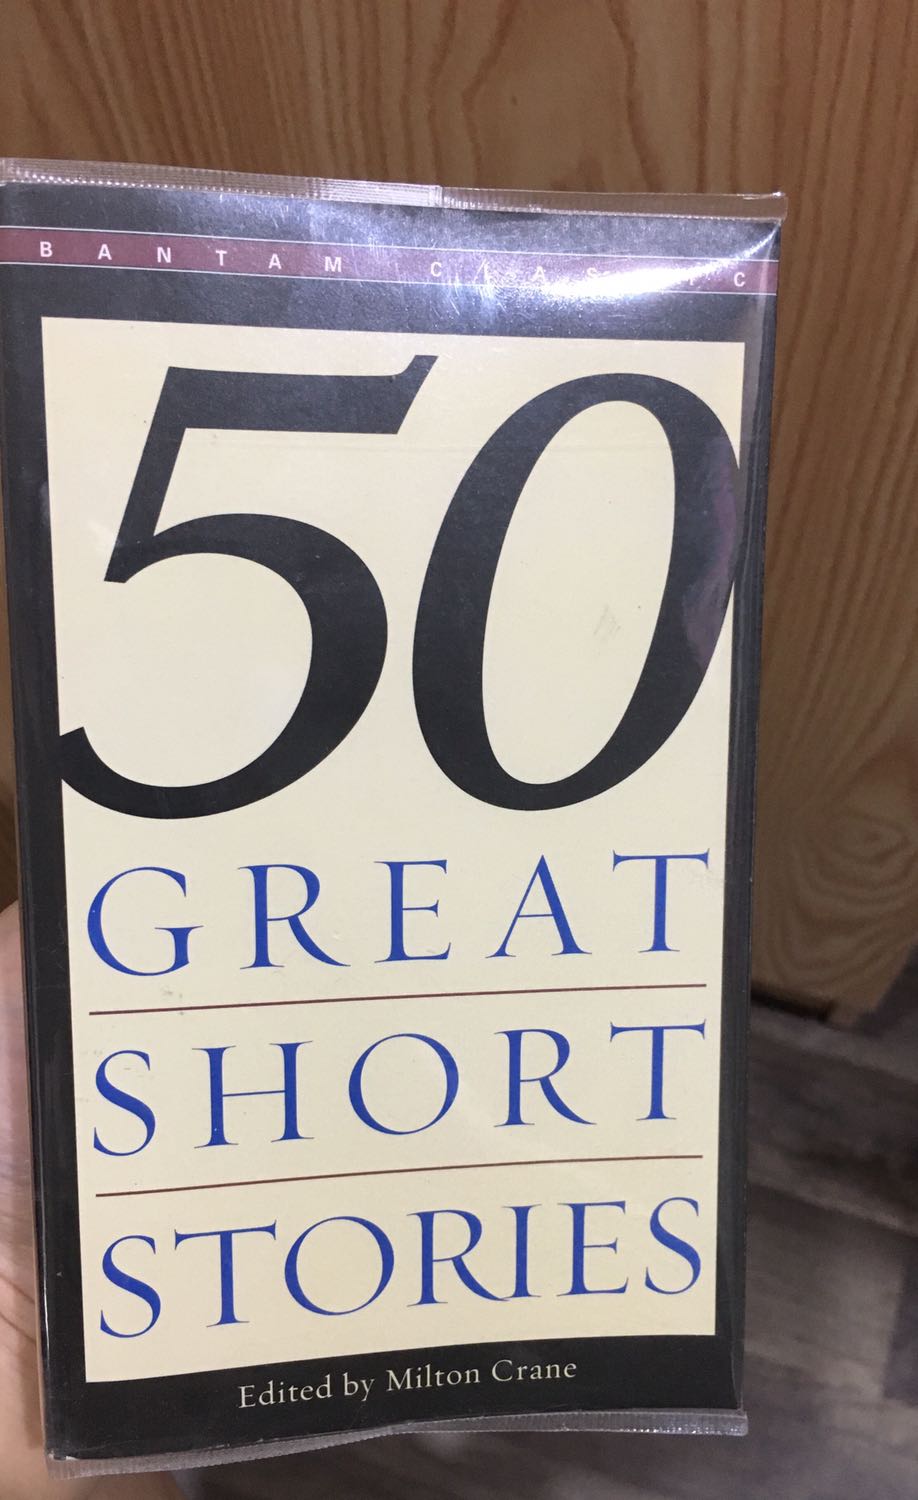 BANTAM CLASSIC
50
GREAT
SHORT
STORIES
Edited by Milton Crane